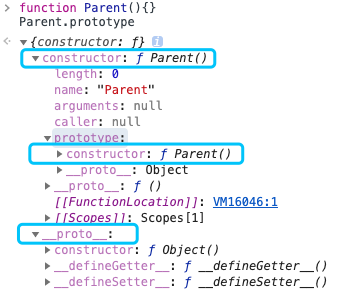 > function Parent(){}
Parent.prototype
<· ▼{constructor: ƒ} i
▼constructor: ƒ Parent()
length: 0
name: "Parent"
arguments: null
caller: null
▼prototype:
▶constructor: ƒ Parent()
▶__proto__: Object
▶__proto__: ƒ ()
[[FunctionLocation]]: VM16046:1
▶[[Scopes]]: Scopes[1]
▼__proto__:
▶constructor: ƒ Object()
▶__defineGetter__: ƒ __defineGetter__()
▶__defineSetter__: ƒ __defineSetter__()